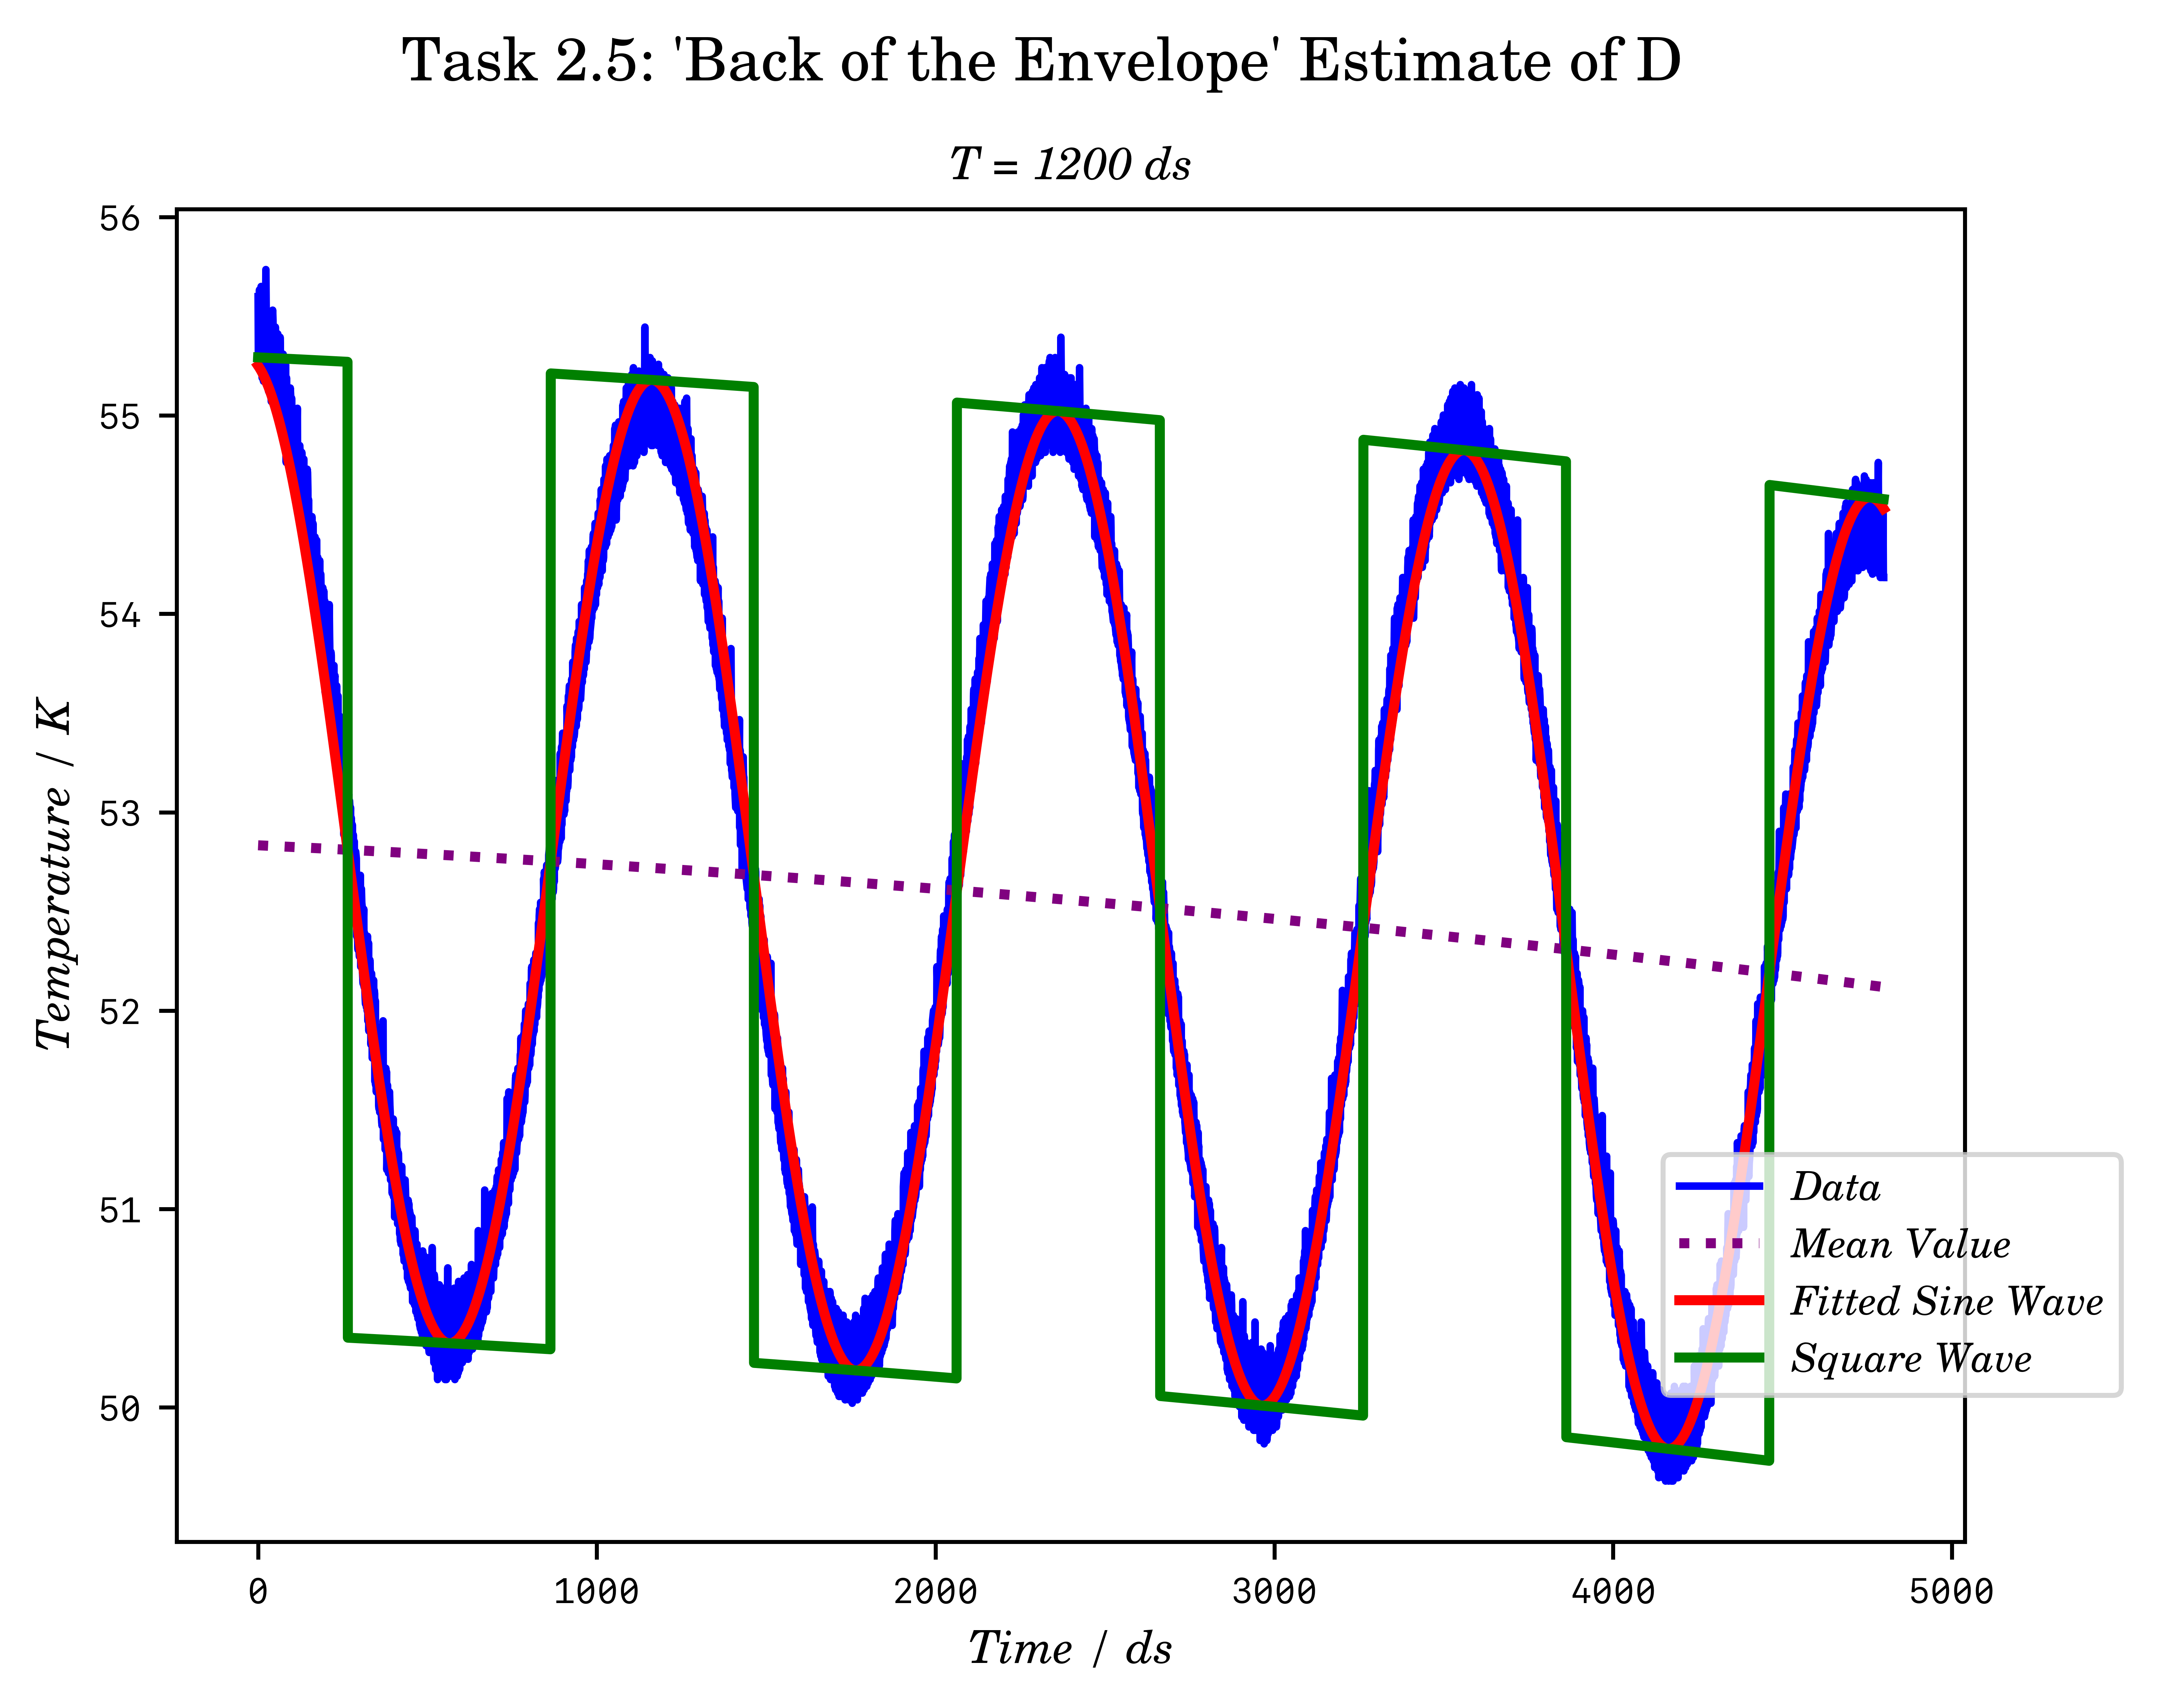 Task 2.5: 'Back of the Envelope' Estimate of D
T = 1200 ds
56
55
54
53
52
51
50
Temperature / K
0 1000 2000 3000 4000 5000
Time / ds
Data
Mean Value
Fitted Sine Wave
Square Wave